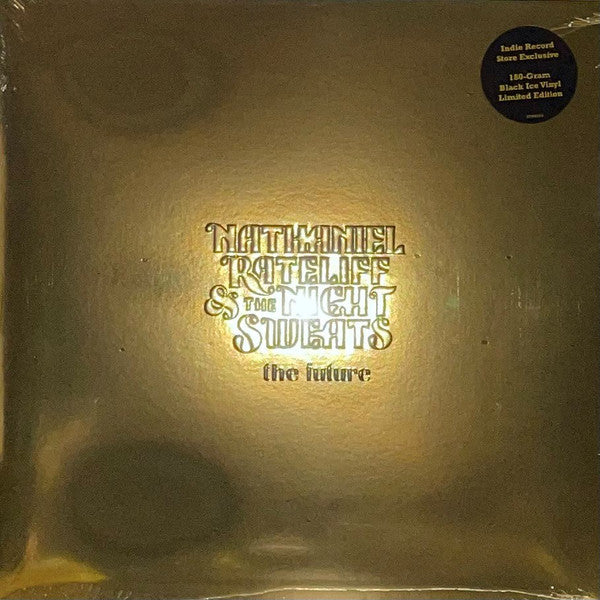 Indie Record
Store Exclusive
180-Gram
Black Ice Vinyl
Limited Edition
NATHANIEL
RATELIFF
& THE NIGHT
SWEATS
the future